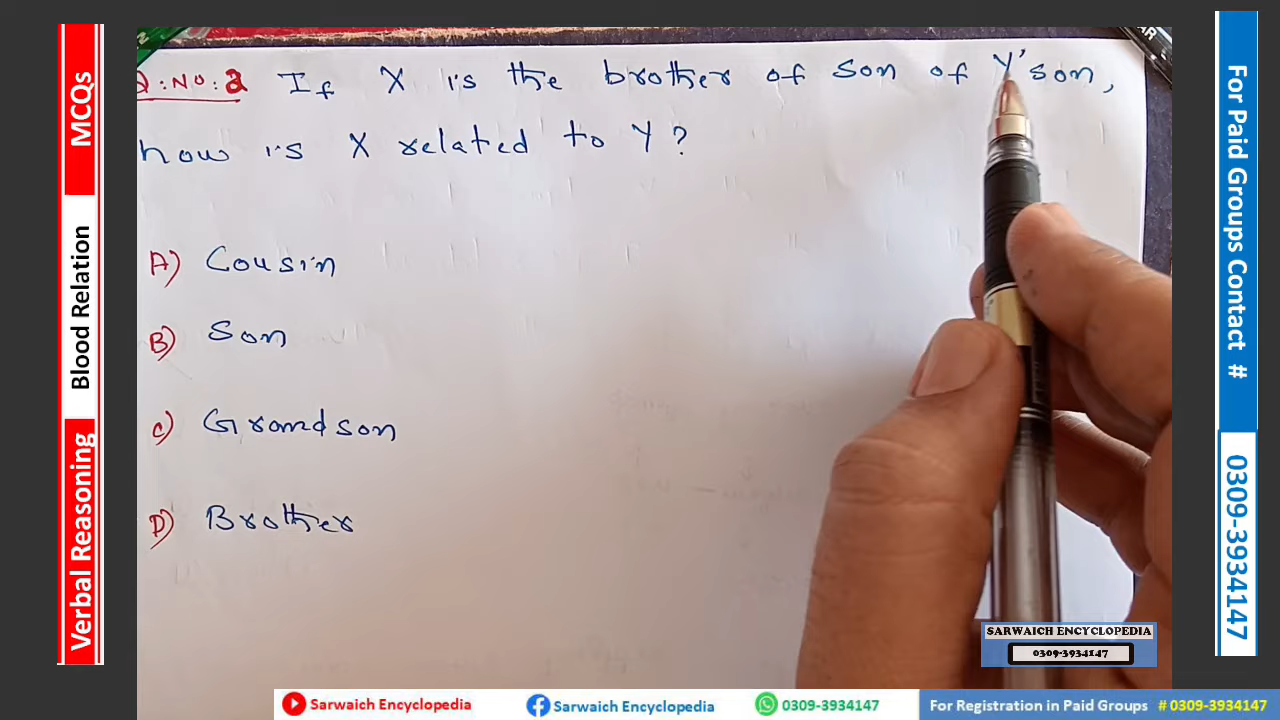 MCQs
Blood Relation
Verbal Reasoning
Q:NO:2 If X is the brother of Son of Y'son,
how is X related to Y?
A) Cousin
B) Son
C) Grandson
D) Brother
For Paid Groups Contact #
0309-3934147
SARWAICH ENCYCLOPEDIA
0309-3934147
Sarwaich Encyclopedia
Sarwaich Encyclopedia
0309-3934147
For Registration in Paid Groups # 0309-3934147